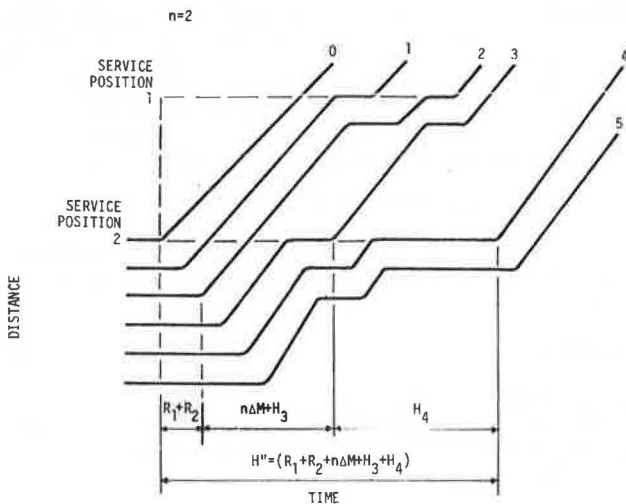 n=2
0
1
2
3
4
5
SERVICE
POSITION
1
SERVICE
POSITION
2
DISTANCE
R₁+R₂
nΔM+H₃
H₄
H"=(R₁+R₂+nΔM+H₃+H₄)
TIME